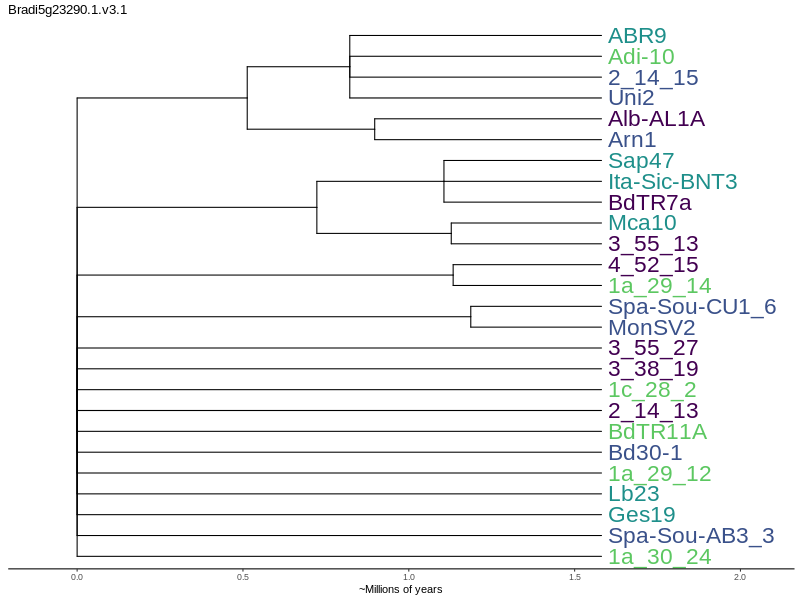 Bradi5g23290.1.v3.1
ABR9
Adi-10
2_14_15
Uni2
Alb-AL1A
Arn1
Sap47
Ita-Sic-BNT3
BdTR7a
Mca10
3_55_13
4_52_15
1a_29_14
Spa-Sou-CU1_6
MonSV2
3_55_27
3_38_19
1c_28_2
2_14_13
BdTR11A
Bd30-1
1a_29_12
Lb23
Ges19
Spa-Sou-AB3_3
1a_30_24
0.0 0.5 1.0 1.5 2.0
~Millions of years